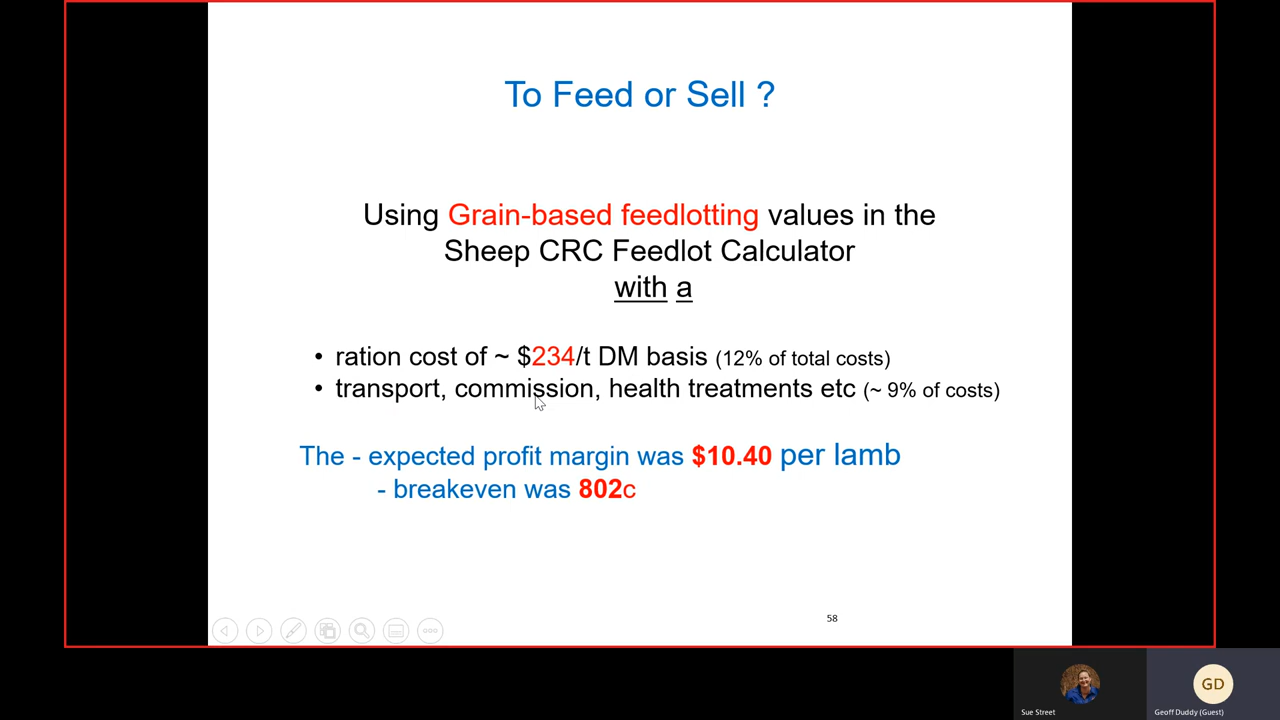 To Feed or Sell ?
Using Grain-based feedlotting values in the
Sheep CRC Feedlot Calculator
with a
• ration cost of ~ $234/t DM basis (12% of total costs)
• transport, commission, health treatments etc (~ 9% of costs)
The - expected profit margin was $10.40 per lamb
- breakeven was 802c
58
GD
Sue Street
Geoff Duddy (Guest)